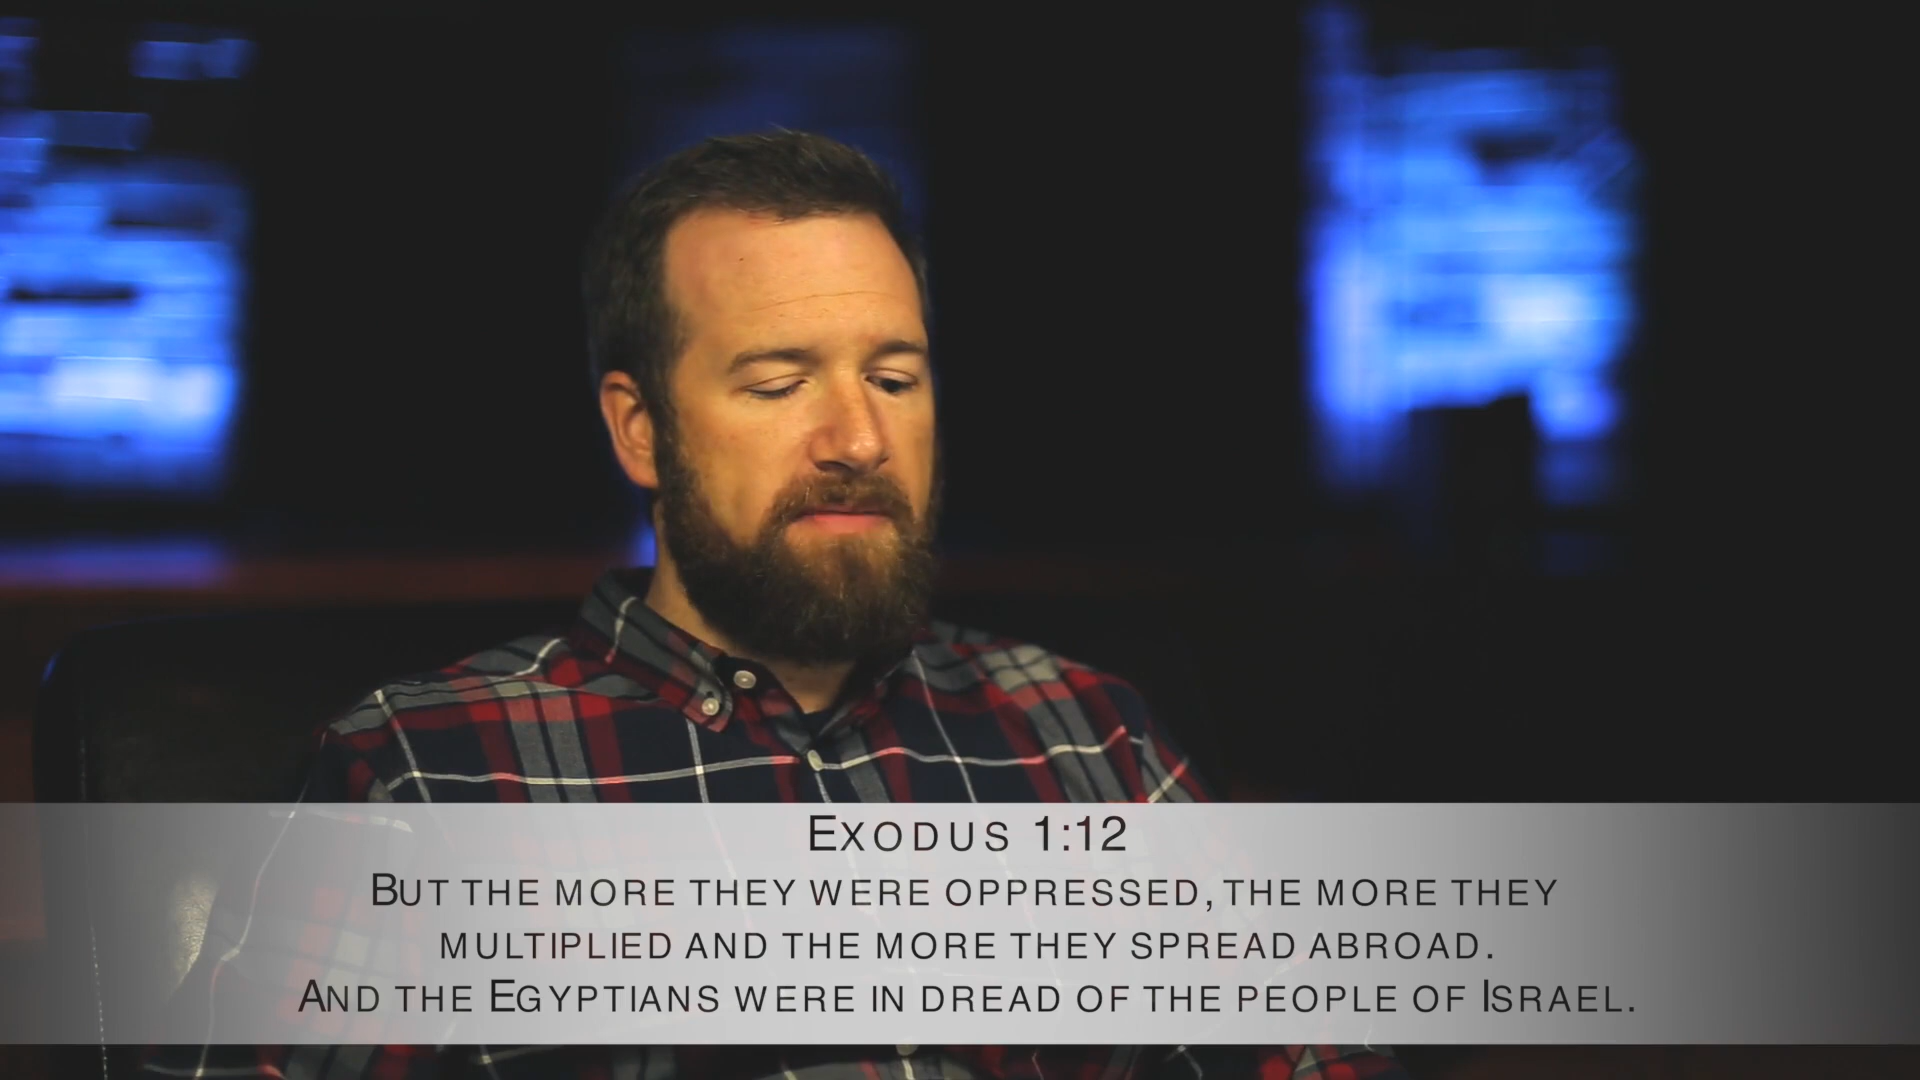 Exodus 1:12
But the more they were oppressed, the more they
multiplied and the more they spread abroad.
And the Egyptians were in dread of the people of Israel.